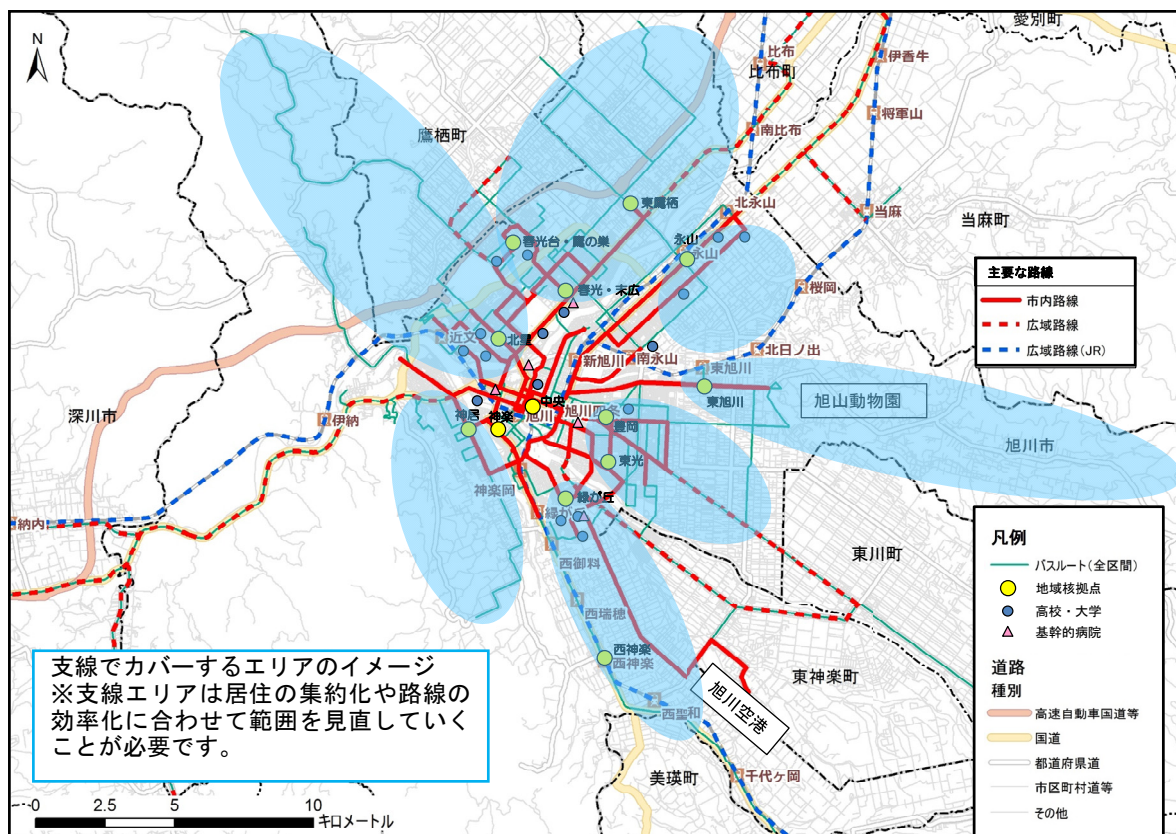 N
愛別町
比布
比布町
伊香牛
将軍山
南比布
鷹栖町
当麻
当麻町
北永山
東鷹栖
永山
永山
春光台・鷹の巣
桜岡
主要な路線
市内路線
広域路線
広域路線(JR)
春光・末広
近文
北星
新旭川
南永山
北日ノ出
東旭川
東旭川
旭山動物園
旭川市
深川市
伊納
神居
神楽
中央
旭川
旭川四条
豊岡
東光
神楽岡
緑が丘
緑が丘
納内
西御料
東川町
西瑞穂
西神楽
西神楽
東神楽町
旭川空港
西聖和
美瑛町
千代ヶ岡
凡例
バスルート(全区間)
地域核拠点
高校・大学
基幹的病院
道路
種別
高速自動車国道等
国道
都道府県道
市区町村道等
その他
支線でカバーするエリアのイメージ
※支線エリアは居住の集約化や路線の
効率化に合わせて範囲を見直していく
ことが必要です。
0 2.5 5 10
キロメートル